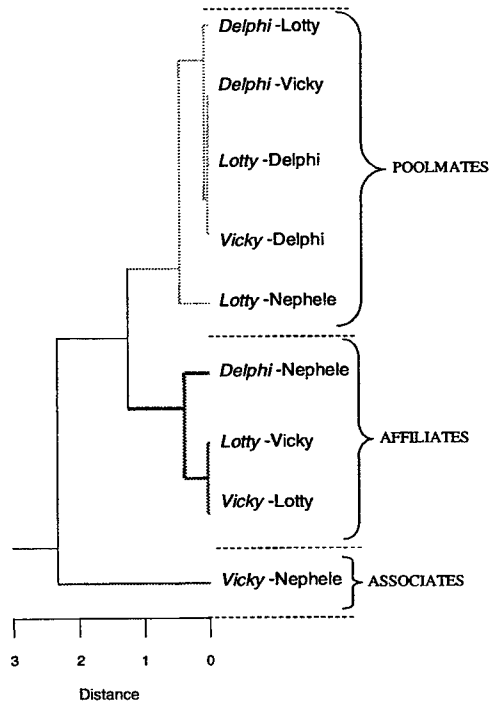 Delphi -Lotty
Delphi -Vicky
Lotty -Delphi
POOLMATES
Vicky -Delphi
Lotty -Nephele
Delphi -Nephele
Lotty -Vicky
AFFILIATES
Vicky -Lotty
Vicky -Nephele
ASSOCIATES
3 2 1 0
Distance